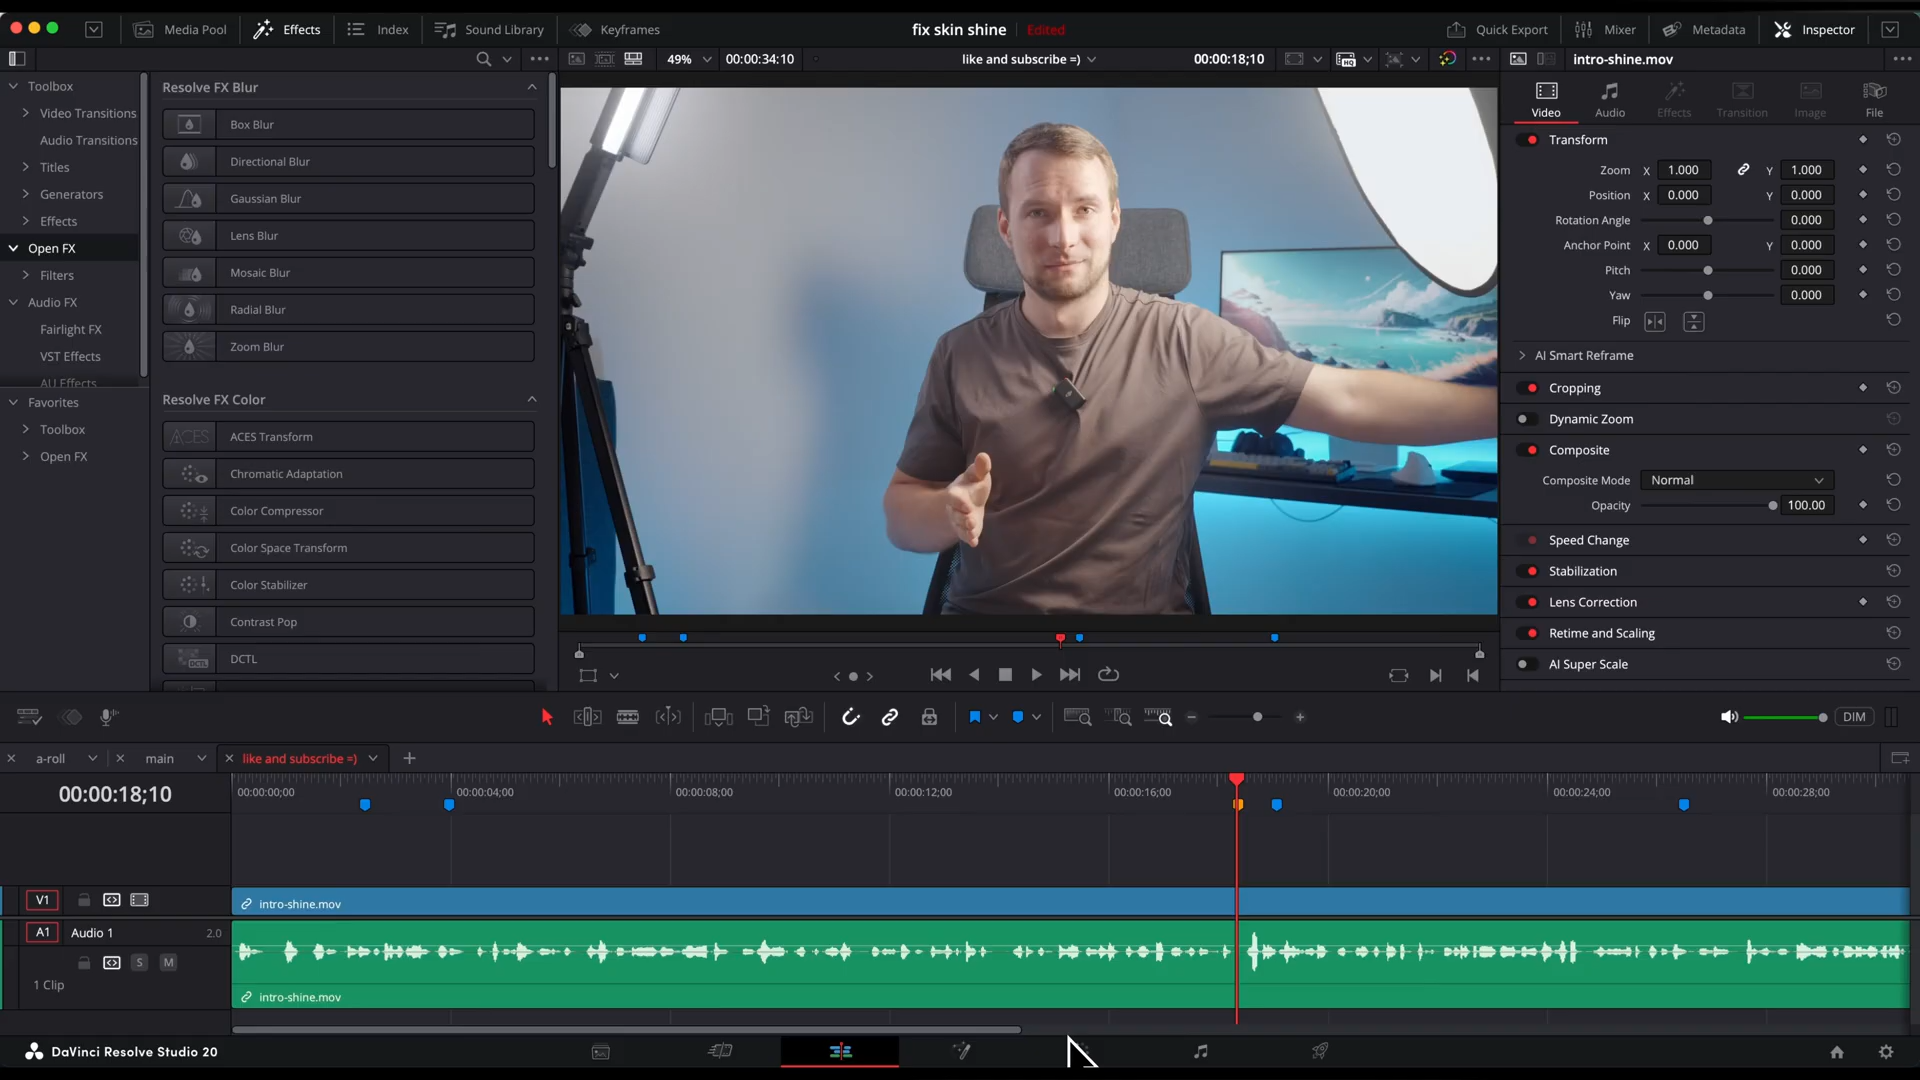 Media Pool
Effects
Index
Sound Library
Keyframes
fix skin shine
Edited
Quick Export
Mixer
Metadata
Inspector
49%
00:00:34:10
like and subscribe =)
00:00:18;10
HQ
intro-shine.mov
Toolbox
Video Transitions
Audio Transitions
Titles
Generators
Effects
Open FX
Filters
Audio FX
Fairlight FX
VST Effects
AU Effects
Favorites
Toolbox
Open FX
Resolve FX Blur
Box Blur
Directional Blur
Gaussian Blur
Lens Blur
Mosaic Blur
Radial Blur
Zoom Blur
Resolve FX Color
ACES
ACES Transform
Chromatic Adaptation
Color Compressor
Color Space Transform
Color Stabilizer
Contrast Pop
DCTL
DCTL
Video
Audio
Effects
Transition
Image
File
Transform
Zoom X 1.000 Y 1.000
Position X 0.000 Y 0.000
Rotation Angle 0.000
Anchor Point X 0.000 Y 0.000
Pitch 0.000
Yaw 0.000
Flip
AI Smart Reframe
Cropping
Dynamic Zoom
Composite
Composite Mode Normal
Opacity 100.00
Speed Change
Stabilization
Lens Correction
Retime and Scaling
AI Super Scale
DIM
a-roll
main
like and subscribe =)
00:00:18;10
00:00:00;00
00:00:04;00
00:00:08;00
00:00:12;00
00:00:16;00
00:00:20;00
00:00:24;00
00:00:28;00
V1
intro-shine.mov
A1
Audio 1
2.0
S
M
1 Clip
intro-shine.mov
DaVinci Resolve Studio 20